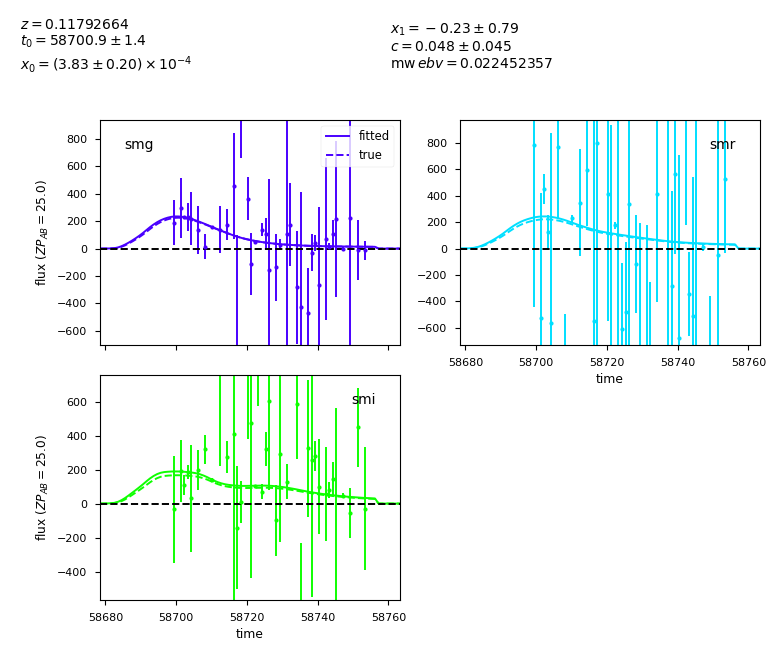 z = 0.11792664
t₀ = 58700.9 ± 1.4
x₀ = (3.83 ± 0.20) × 10⁻⁴
x₁ = −0.23 ± 0.79
c = 0.048 ± 0.045
mw ebv = 0.022452357
smg
fitted
true
800
600
400
200
0
−200
−400
−600
flux (ZP_AB = 25.0)
smr
800
600
400
200
0
−200
−400
−600
58680 58700 58720 58740 58760
time
smi
600
400
200
0
−200
−400
flux (ZP_AB = 25.0)
58680 58700 58720 58740 58760
time